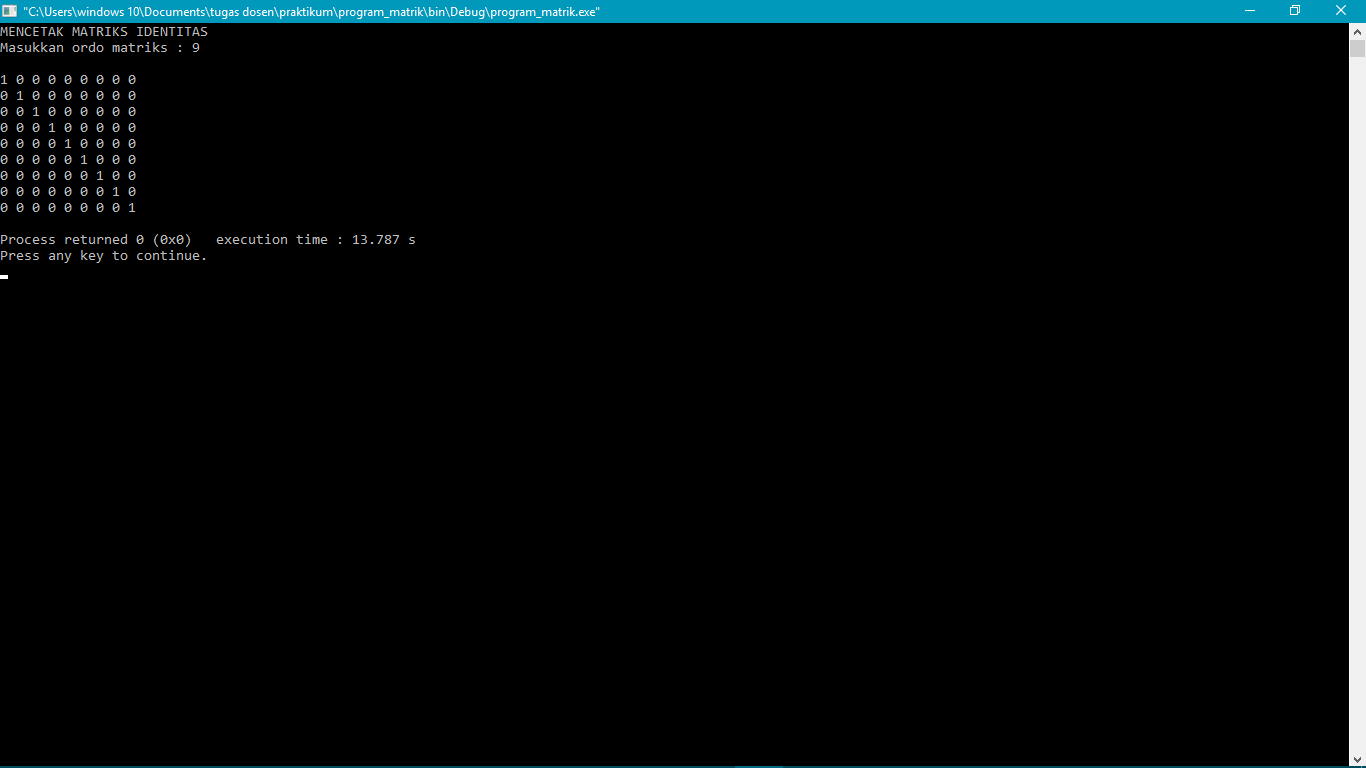 "C:\Users\windows 10\Documents\tugas dosen\praktikum\program_matrik\bin\Debug\program_matrik.exe"
MENCETAK MATRIKS IDENTITAS
Masukkan ordo matriks : 9
1 0 0 0 0 0 0 0 0
0 1 0 0 0 0 0 0 0
0 0 1 0 0 0 0 0 0
0 0 0 1 0 0 0 0 0
0 0 0 0 1 0 0 0 0
0 0 0 0 0 1 0 0 0
0 0 0 0 0 0 1 0 0
0 0 0 0 0 0 0 1 0
0 0 0 0 0 0 0 0 1
Process returned 0 (0x0)   execution time : 13.787 s
Press any key to continue.